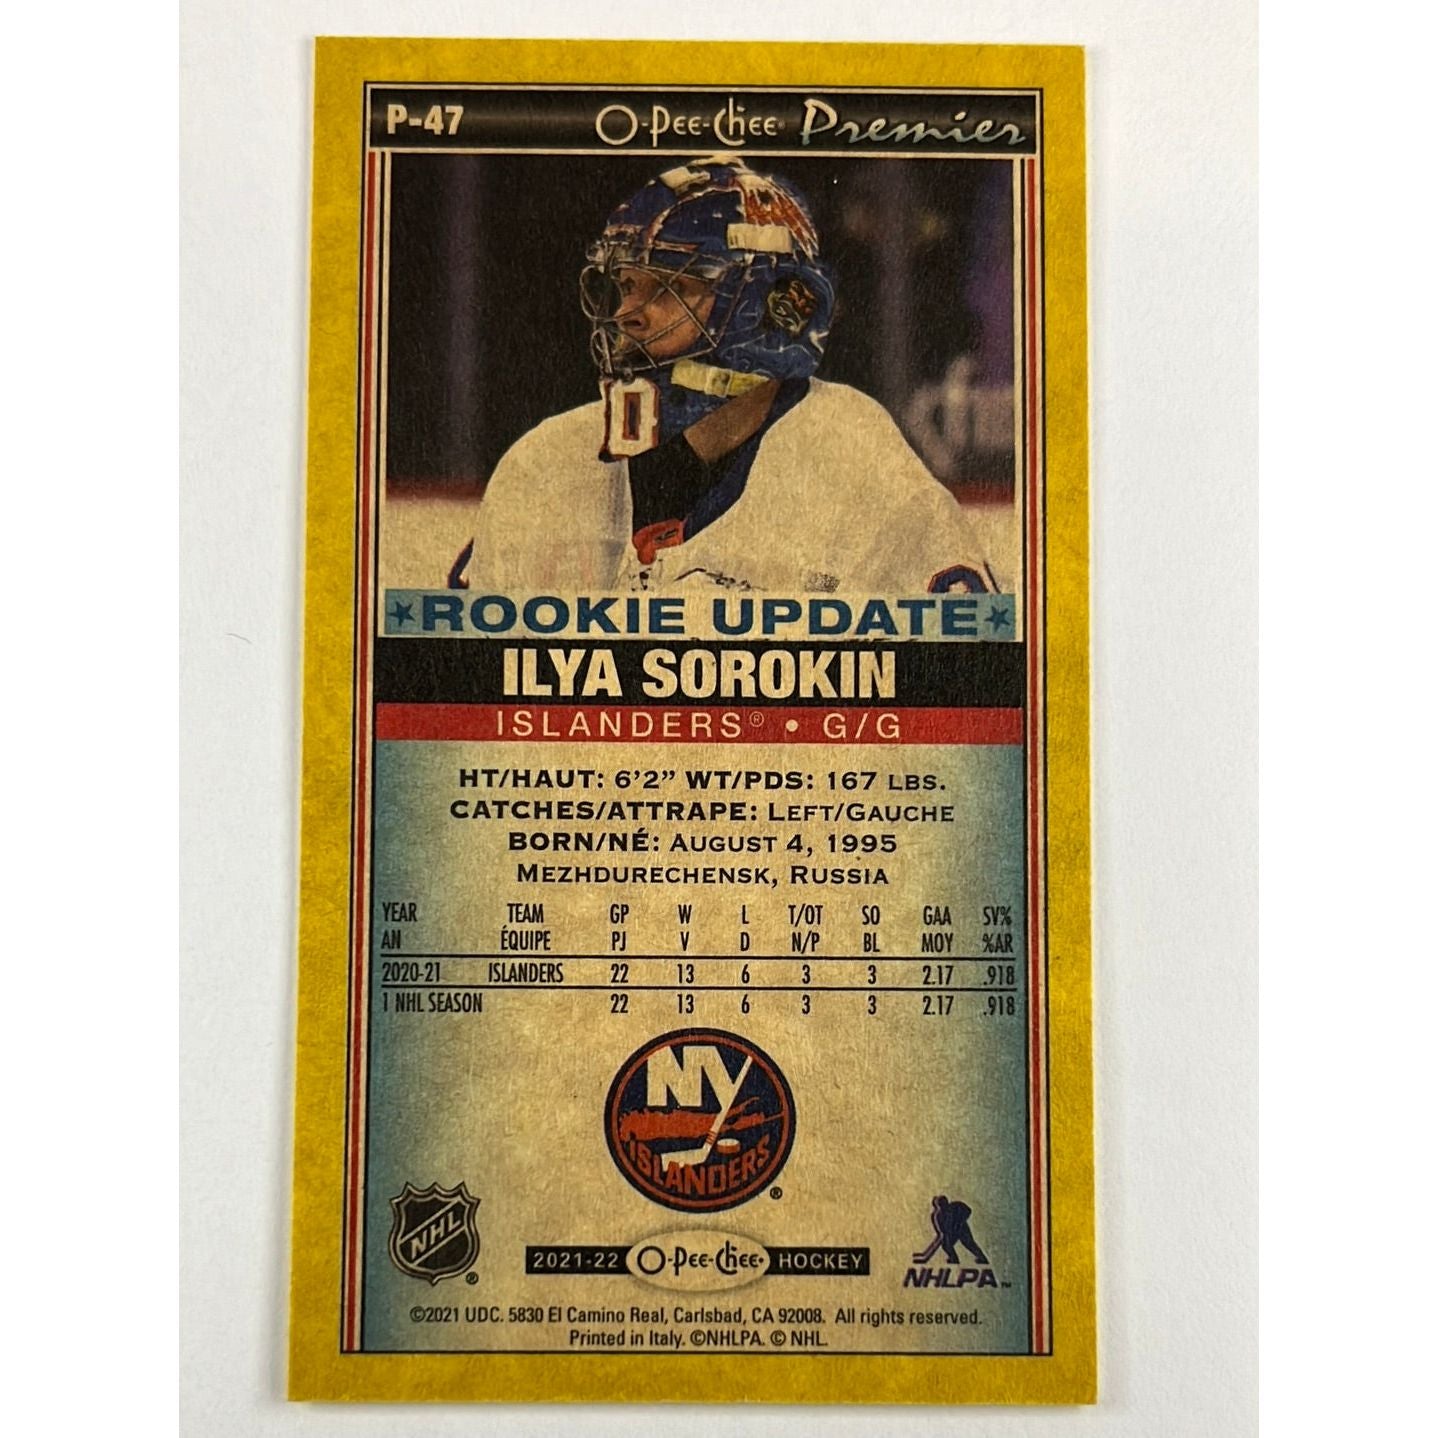 P-47 O-Pee-Chee Premier
0
★ROOKIE UPDATE★
ILYA SOROKIN
ISLANDERS® • G/G
HT/HAUT: 6'2" WT/PDS: 167 LBS.
CATCHES/ATTRAPE: LEFT/GAUCHE
BORN/NÉ: AUGUST 4, 1995
MEZHDURECHENSK, RUSSIA
YEAR TEAM GP W L T/OT SO GAA SV%
AN ÉQUIPE PJ V D N/P BL MOY %AR
2020-21 ISLANDERS 22 13 6 3 3 2.17 .918
1 NHL SEASON 22 13 6 3 3 2.17 .918
NY
ISLANDERS ®
NHL ®
2021-22 O-Pee-Chee HOCKEY
NHLPA™
©2021 UDC. 5830 El Camino Real, Carlsbad, CA 92008. All rights reserved.
Printed in Italy. ©NHLPA. © NHL.